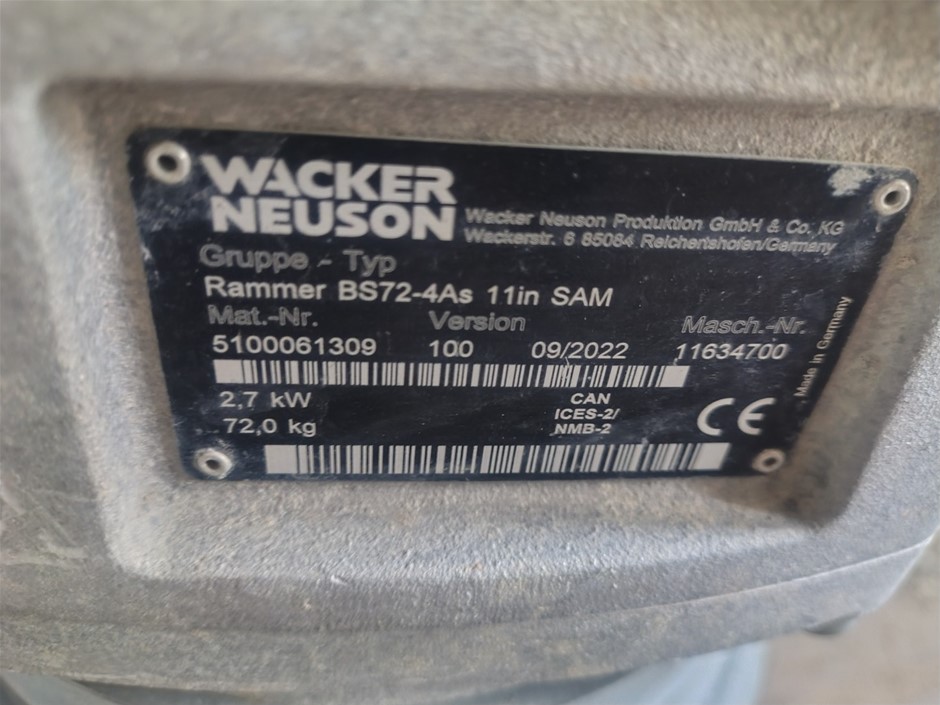 WACKER
NEUSON
Wacker Neuson Produktion GmbH & Co. KG
Wackerstr. 6 85084 Reichertshofen/Germany
Gruppe - Typ
Rammer BS72-4As 11in SAM
Mat.-Nr. Version Masch.-Nr.
5100061309 100 09/2022 11634700
2,7 kW
72,0 kg
CAN
ICES-2/
NMB-2
CE
Made in Germany